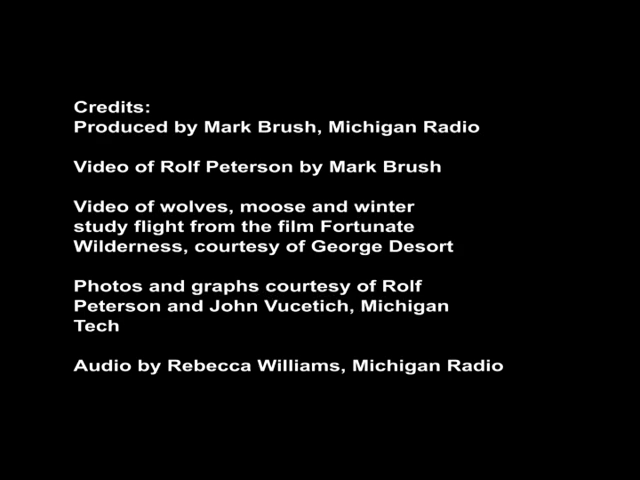 Credits:
Produced by Mark Brush, Michigan Radio
Video of Rolf Peterson by Mark Brush
Video of wolves, moose and winter
study flight from the film Fortunate
Wilderness, courtesy of George Desort
Photos and graphs courtesy of Rolf
Peterson and John Vucetich, Michigan
Tech
Audio by Rebecca Williams, Michigan Radio